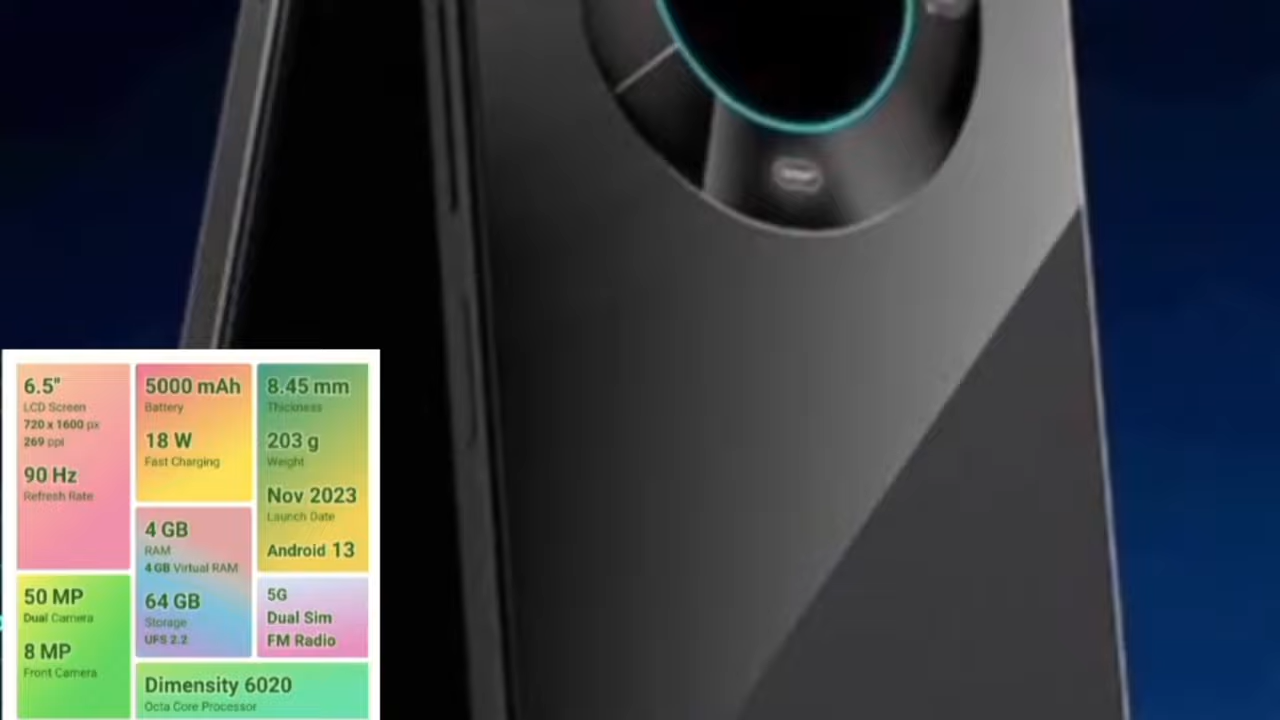 6.5"
LCD Screen
720 x 1600 px
269 ppi
90 Hz
Refresh Rate
50 MP
Dual Camera
8 MP
Front Camera
5000 mAh
Battery
18 W
Fast Charging
4 GB
RAM
4 GB Virtual RAM
64 GB
Storage
UFS 2.2
8.45 mm
Thickness
203 g
Weight
Nov 2023
Launch Date
Android 13
5G
Dual Sim
FM Radio
Dimensity 6020
Octa Core Processor